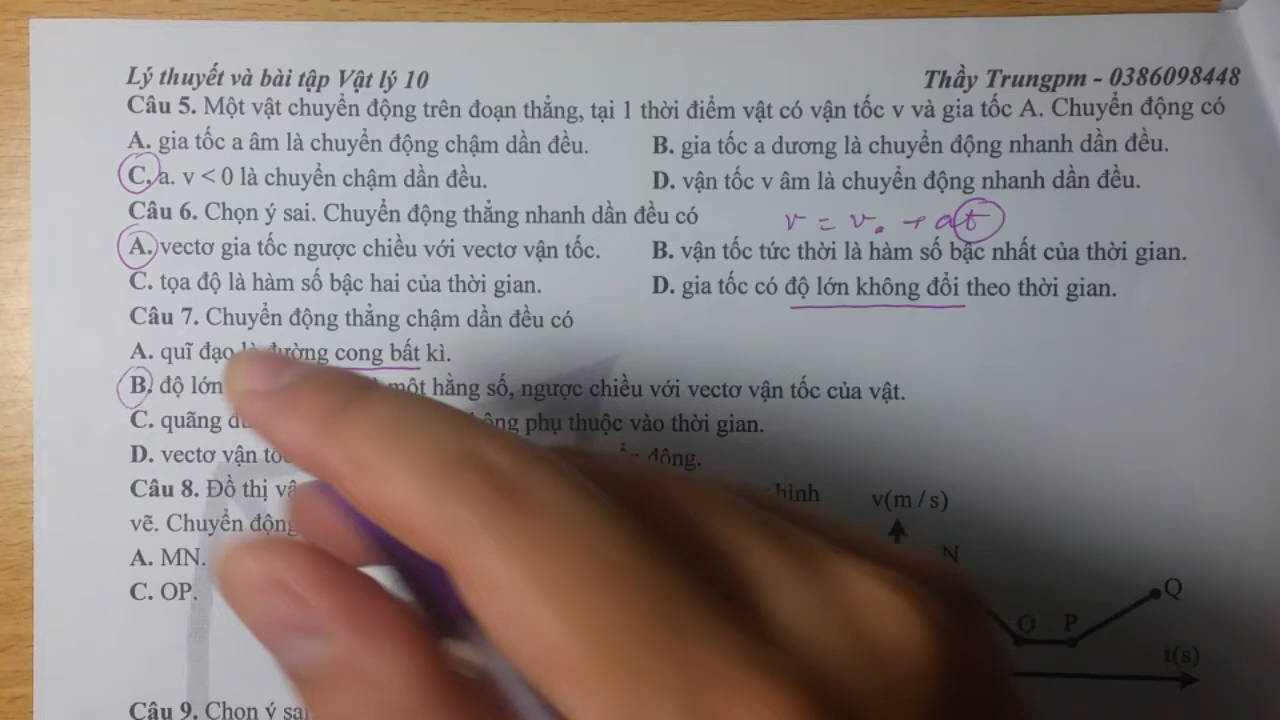 Lý thuyết và bài tập Vật lý 10 Thầy Trungpm - 0386098448
Câu 5. Một vật chuyển động trên đoạn thẳng, tại 1 thời điểm vật có vận tốc v và gia tốc A. Chuyển động có
A. gia tốc a âm là chuyển động chậm dần đều. B. gia tốc a dương là chuyển động nhanh dần đều.
C. a. v < 0 là chuyển chậm dần đều. D. vận tốc v âm là chuyển động nhanh dần đều.
Câu 6. Chọn ý sai. Chuyển động thẳng nhanh dần đều có v = v₀ + at
A. vectơ gia tốc ngược chiều với vectơ vận tốc. B. vận tốc tức thời là hàm số bậc nhất của thời gian.
C. tọa độ là hàm số bậc hai của thời gian. D. gia tốc có độ lớn không đổi theo thời gian.
Câu 7. Chuyển động thẳng chậm dần đều có
A. quĩ đạo là đường cong bất kì.
B. độ lớn một hằng số, ngược chiều với vectơ vận tốc của vật.
C. quãng phụ thuộc vào thời gian.
D. vectơ vận động.
Câu 8. Đồ thị hình v(m/s)
vẽ. Chuyển động N
A. MN.
C. OP. Q
O P
t(s)
Câu 9. Chọn ý